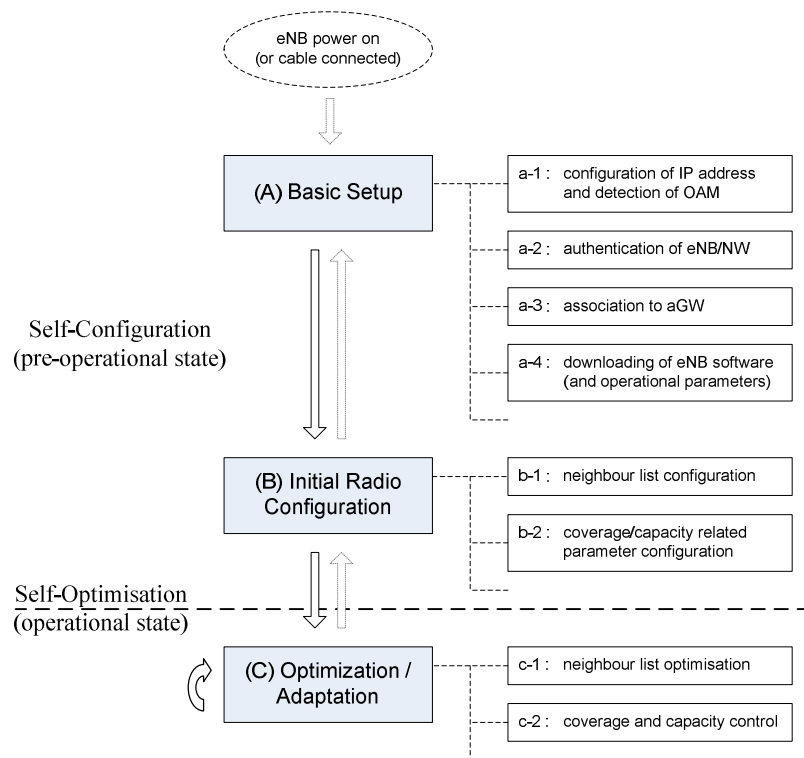 eNB power on
(or cable connected)
(A) Basic Setup
a-1 : configuration of IP address
and detection of OAM
a-2 : authentication of eNB/NW
a-3 : association to aGW
a-4 : downloading of eNB software
(and operational parameters)
Self-Configuration
(pre-operational state)
(B) Initial Radio
Configuration
b-1 : neighbour list configuration
b-2 : coverage/capacity related
parameter configuration
Self-Optimisation
(operational state)
(C) Optimization /
Adaptation
c-1 : neighbour list optimisation
c-2 : coverage and capacity control